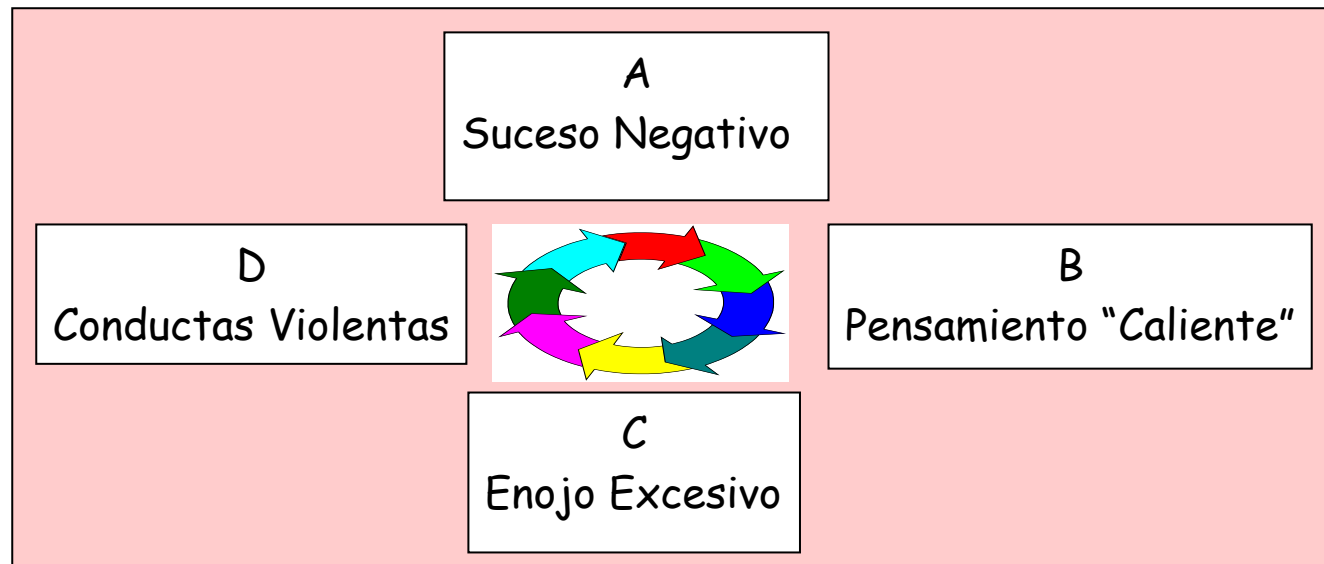 A
Suceso Negativo
D
Conductas Violentas
B
Pensamiento “Caliente”
C
Enojo Excesivo